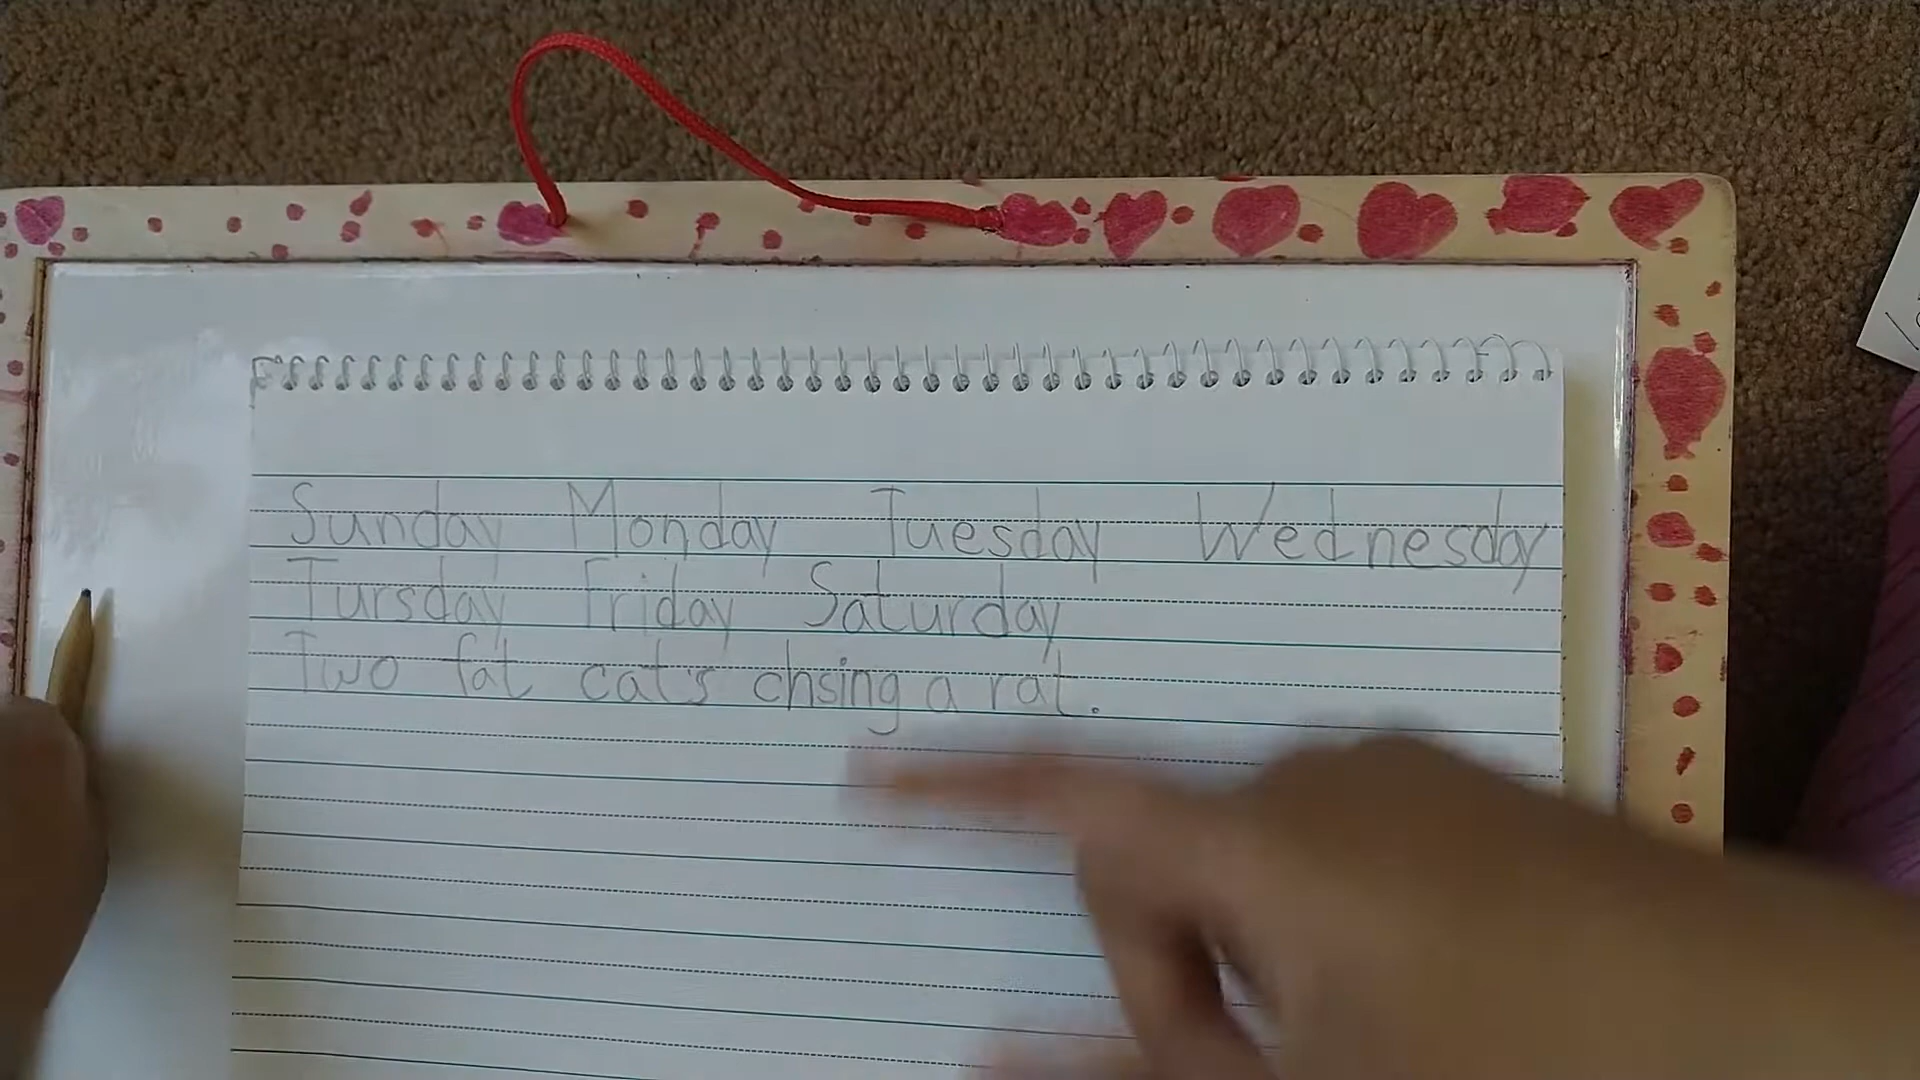 Sunday Monday Tuesday Wednesday
Tursday Friday Saturday
Two fat cat's chsing a rat.